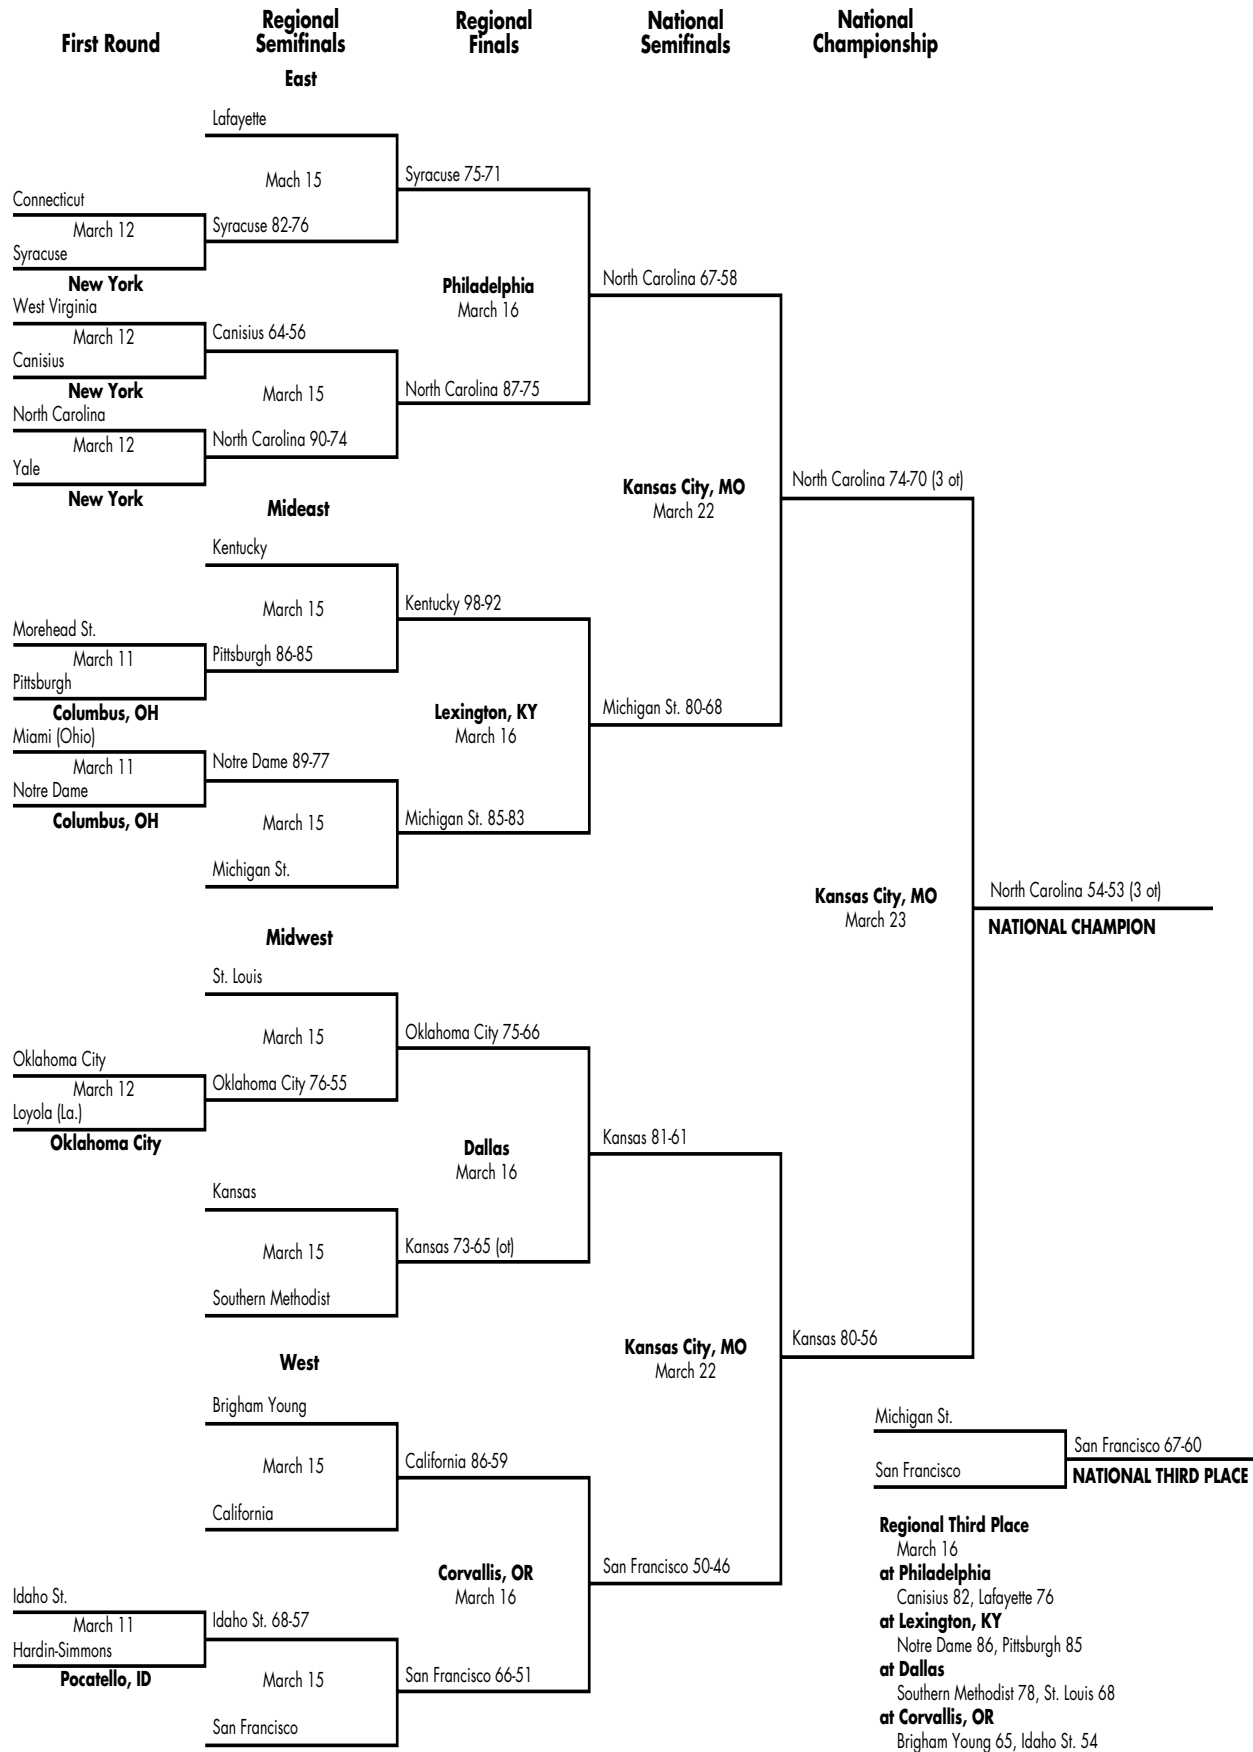 First Round
Regional
Semifinals
Regional
Finals
National
Semifinals
National
Championship
East
Lafayette
Mach 15
Syracuse 75-71
Connecticut
March 12
Syracuse 82-76
Syracuse
New York
Philadelphia
March 16
North Carolina 67-58
West Virginia
March 12
Canisius 64-56
Canisius
New York
March 15
North Carolina 87-75
North Carolina
March 12
North Carolina 90-74
Yale
New York
Kansas City, MO
March 22
North Carolina 74-70 (3 ot)
Mideast
Kentucky
March 15
Kentucky 98-92
Morehead St.
March 11
Pittsburgh 86-85
Pittsburgh
Columbus, OH
Lexington, KY
March 16
Michigan St. 80-68
Miami (Ohio)
March 11
Notre Dame 89-77
Notre Dame
Columbus, OH
March 15
Michigan St. 85-83
Michigan St.
Kansas City, MO
March 23
North Carolina 54-53 (3 ot)
NATIONAL CHAMPION
Midwest
St. Louis
March 15
Oklahoma City 75-66
Oklahoma City
March 12
Oklahoma City 76-55
Loyola (La.)
Oklahoma City
Dallas
March 16
Kansas 81-61
Kansas
March 15
Kansas 73-65 (ot)
Southern Methodist
Kansas City, MO
March 22
Kansas 80-56
West
Brigham Young
March 15
California 86-59
California
Corvallis, OR
March 16
San Francisco 50-46
Idaho St.
March 11
Idaho St. 68-57
Hardin-Simmons
Pocatello, ID
March 15
San Francisco 66-51
San Francisco
Michigan St.
San Francisco 67-60
San Francisco
NATIONAL THIRD PLACE
Regional Third Place
March 16
at Philadelphia
Canisius 82, Lafayette 76
at Lexington, KY
Notre Dame 86, Pittsburgh 85
at Dallas
Southern Methodist 78, St. Louis 68
at Corvallis, OR
Brigham Young 65, Idaho St. 54